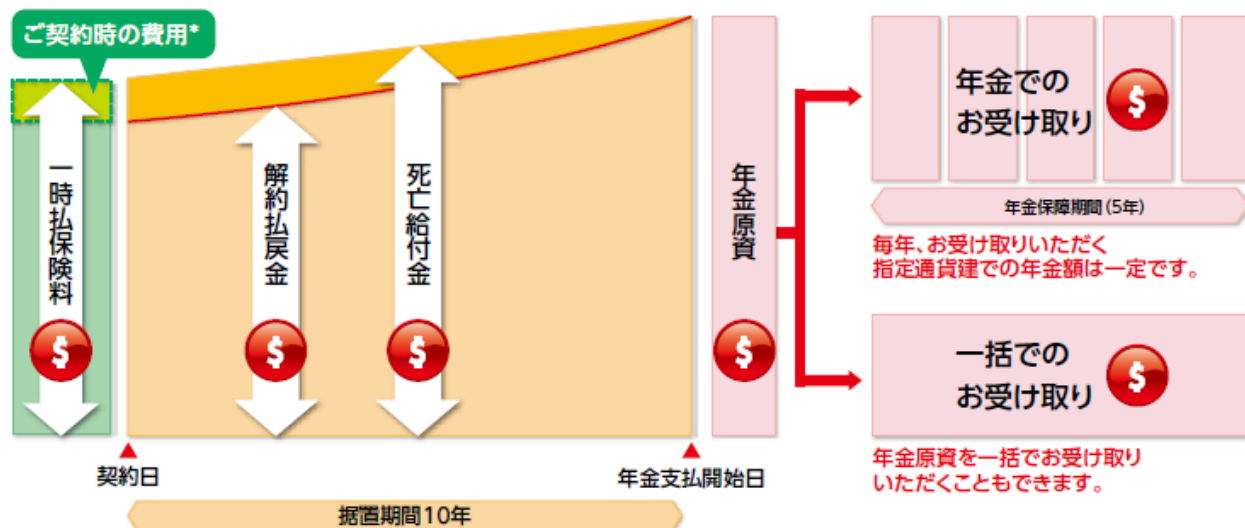 ご契約時の費用*
一時払保険料
$
解約払戻金
$
死亡給付金
$
年金原資
$
契約日
年金支払開始日
据置期間10年
年金での
お受け取り
$
年金保障期間(5年)
毎年、お受け取りいただく
指定通貨建での年金額は一定です。
一括での
お受け取り
$
年金原資を一括でお受け取り
いただくこともできます。